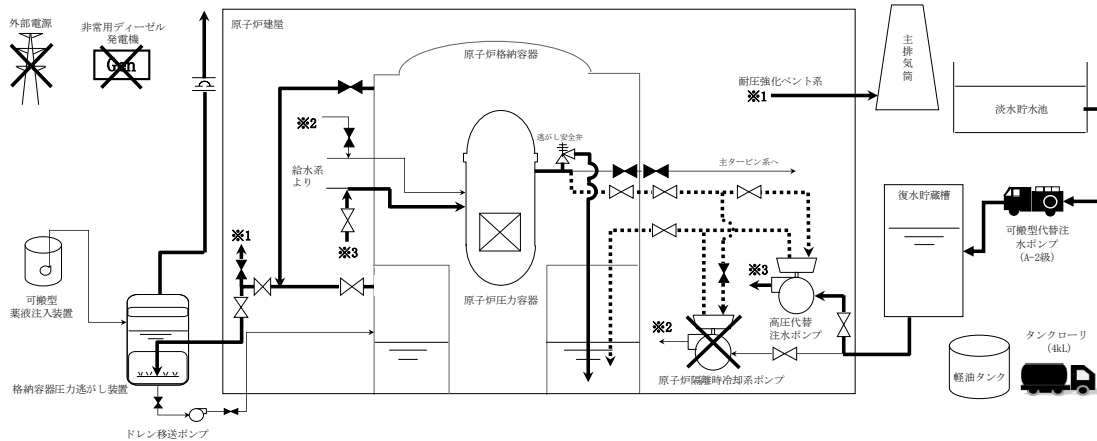 外部電源
非常用ディーゼル
発電機
Gen
原子炉建屋
原子炉格納容器
※2
給水系
より
※3
逃がし安全弁
主タービン系へ
原子炉圧力容器
耐圧強化ベント系
※1
主排気筒
淡水貯水池
復水貯蔵槽
可搬型代替注
水ポンプ
(A-2級)
※1
可搬型
薬液注入装置
格納容器圧力逃がし装置
ドレン移送ポンプ
※3
高圧代替
注水ポンプ
※2
原子炉隔離時冷却系ポンプ
軽油タンク
タンクローリ
(4kL)